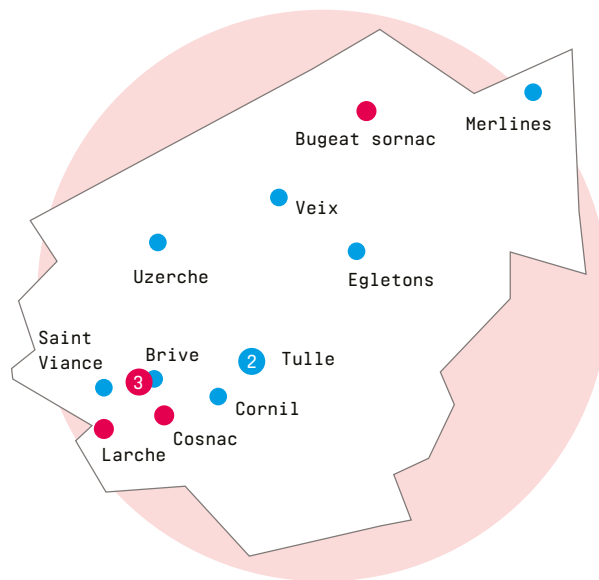 Merlines
Bugeat sornac
Veix
Uzerche
Egletons
Saint
Viance
Brive
3
2
Tulle
Cornil
Cosnac
Larche